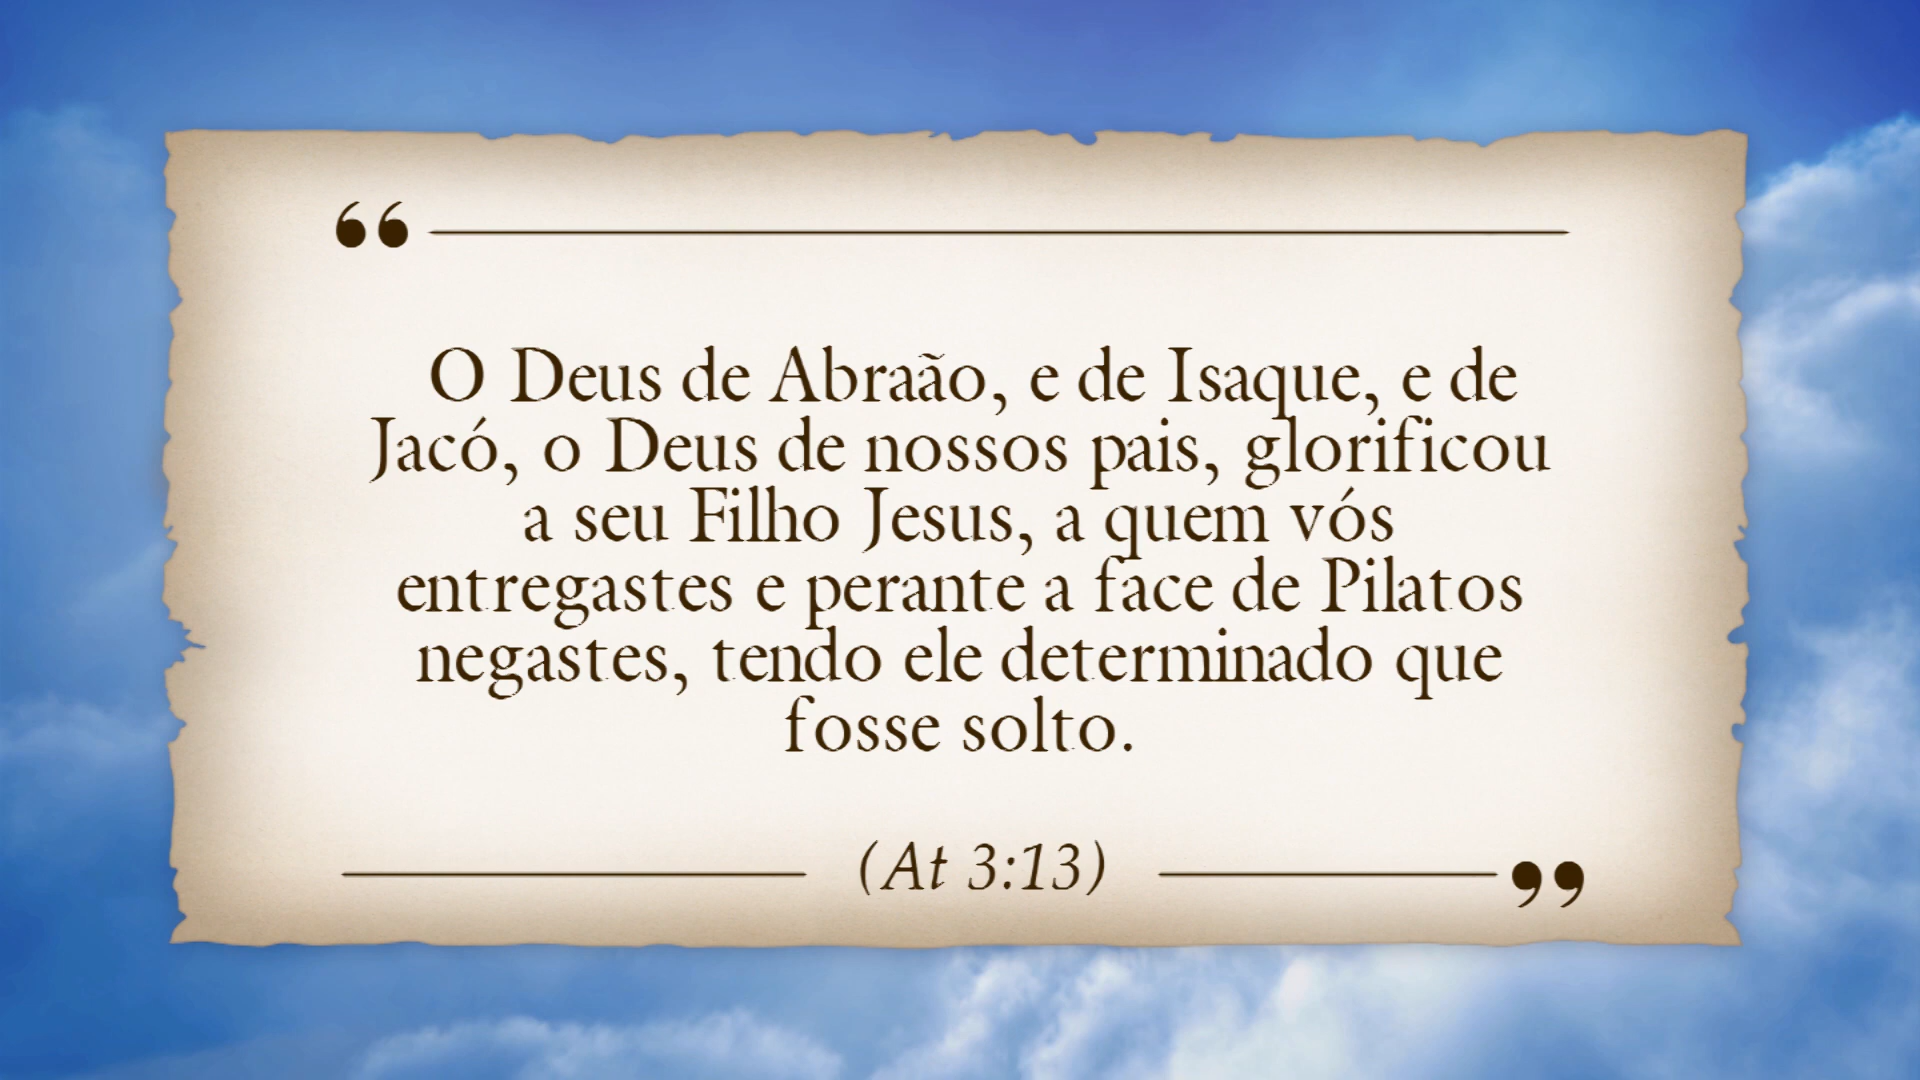 “
O Deus de Abraão, e de Isaque, e de
Jacó, o Deus de nossos pais, glorificou
a seu Filho Jesus, a quem vós
entregastes e perante a face de Pilatos
negastes, tendo ele determinado que
fosse solto.
(At 3:13)
”